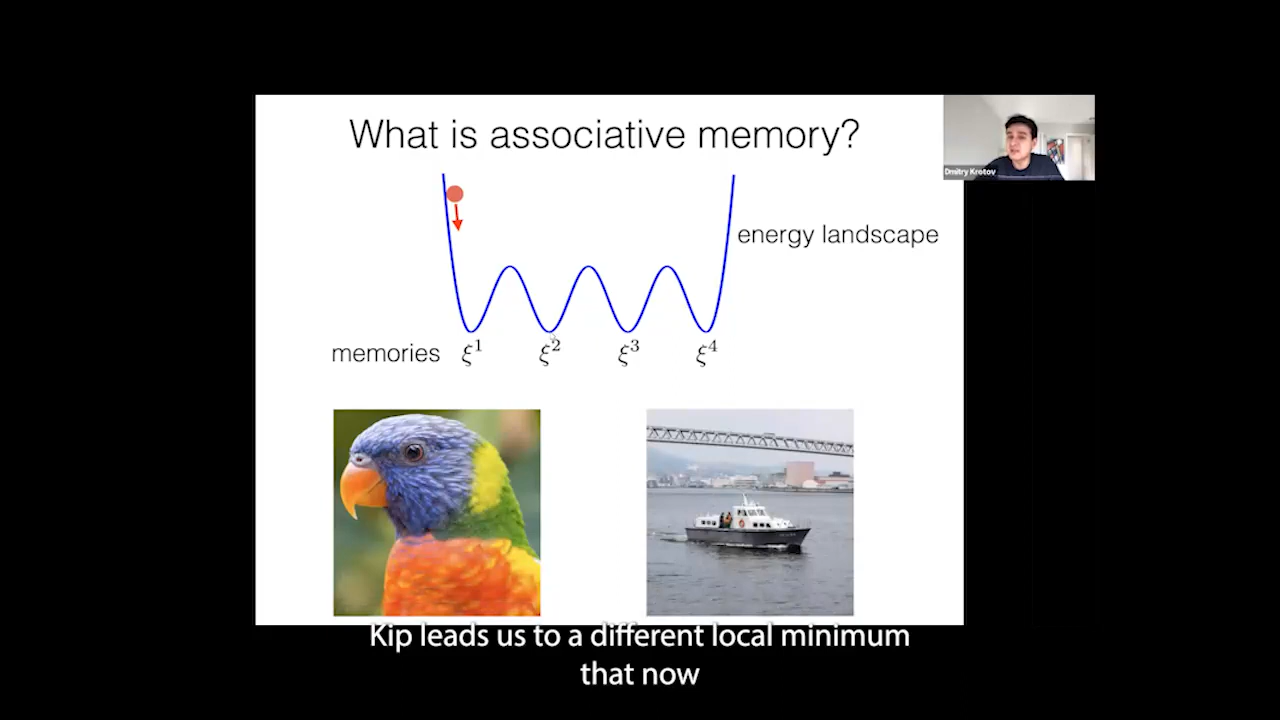 What is associative memory?
Dmitry Krotov
energy landscape
memories ξ¹ ξ² ξ³ ξ⁴
Kip leads us to a different local minimum
that now